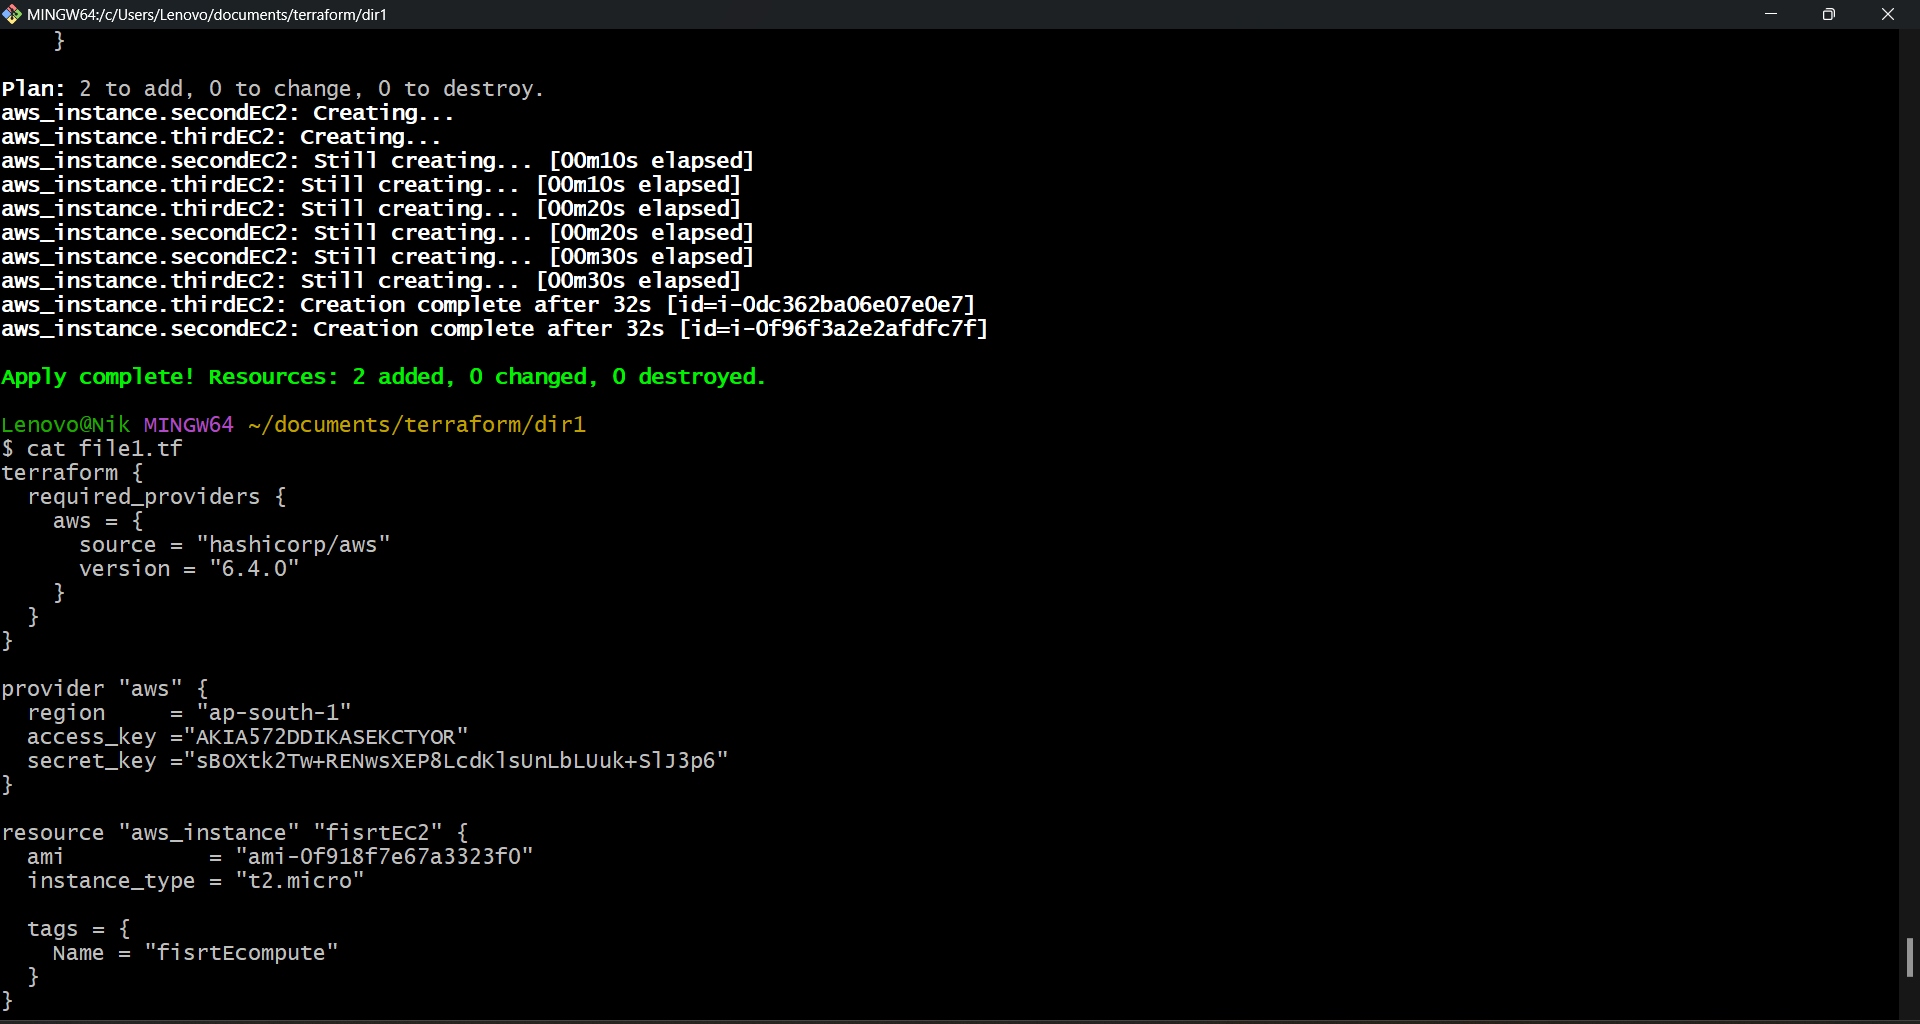 MINGW64:/c/Users/Lenovo/documents/terraform/dir1
}
Plan: 2 to add, 0 to change, 0 to destroy.
aws_instance.secondEC2: Creating...
aws_instance.thirdEC2: Creating...
aws_instance.secondEC2: Still creating... [00m10s elapsed]
aws_instance.thirdEC2: Still creating... [00m10s elapsed]
aws_instance.thirdEC2: Still creating... [00m20s elapsed]
aws_instance.secondEC2: Still creating... [00m20s elapsed]
aws_instance.secondEC2: Still creating... [00m30s elapsed]
aws_instance.thirdEC2: Still creating... [00m30s elapsed]
aws_instance.thirdEC2: Creation complete after 32s [id=i-0dc362ba06e07e0e7]
aws_instance.secondEC2: Creation complete after 32s [id=i-0f96f3a2e2afdfc7f]
Apply complete! Resources: 2 added, 0 changed, 0 destroyed.
Lenovo@Nik MINGW64 ~/documents/terraform/dir1
$ cat file1.tf
terraform {
required_providers {
aws = {
source = "hashicorp/aws"
version = "6.4.0"
}
}
}
provider "aws" {
region = "ap-south-1"
access_key ="AKIA572DDIKASEKCTYOR"
secret_key ="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"
}
resource "aws_instance" "fisrtEC2" {
ami = "ami-0f918f7e67a3323f0"
instance_type = "t2.micro"
tags = {
Name = "fisrtEcompute"
}
}